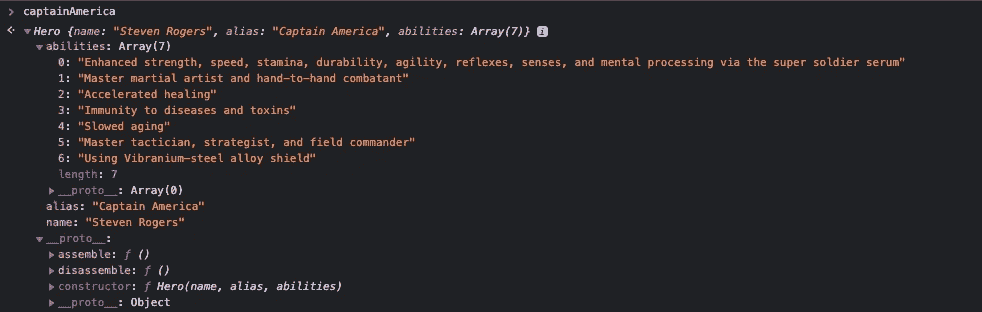 > captainAmerica
Hero {name: "Steven Rogers", alias: "Captain America", abilities: Array(7)} i
abilities: Array(7)
0: "Enhanced strength, speed, stamina, durability, agility, reflexes, senses, and mental processing via the super soldier serum"
1: "Master martial artist and hand-to-hand combatant"
2: "Accelerated healing"
3: "Immunity to diseases and toxins"
4: "Slowed aging"
5: "Master tactician, strategist, and field commander"
6: "Using Vibranium-steel alloy shield"
length: 7
__proto__: Array(0)
alias: "Captain America"
name: "Steven Rogers"
__proto__:
assemble: ƒ ()
disassemble: ƒ ()
constructor: ƒ Hero(name, alias, abilities)
__proto__: Object